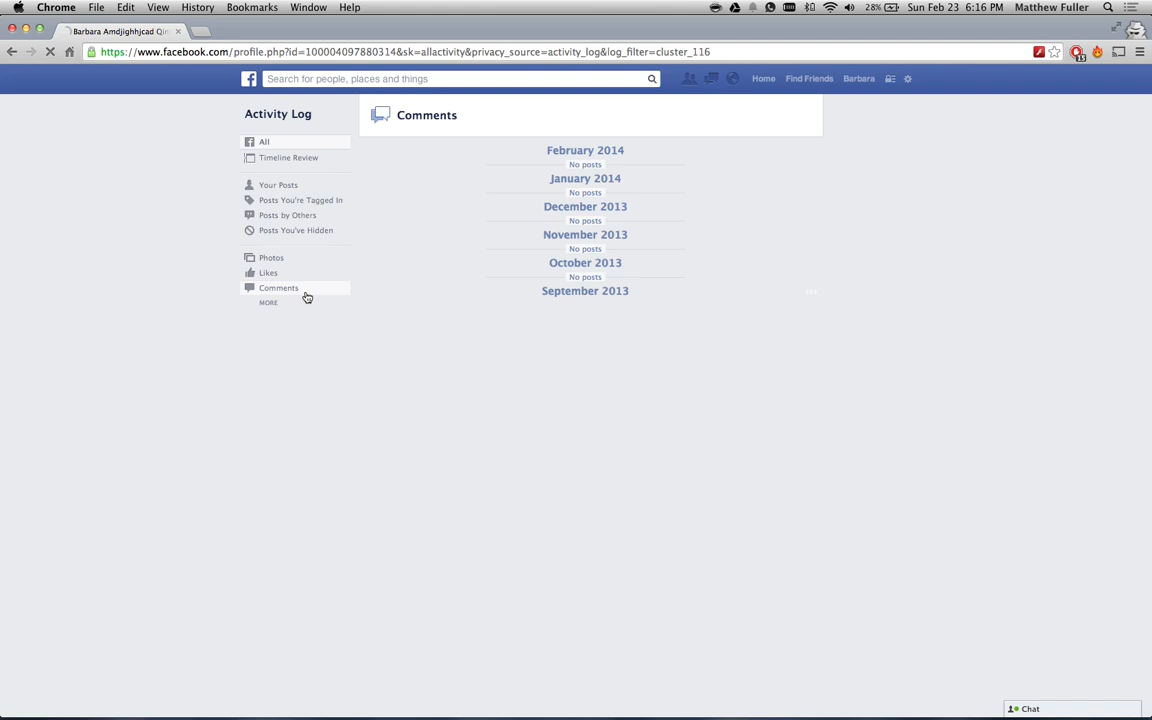 Chrome File Edit View History Bookmarks Window Help 28% Sun Feb 23 6:16 PM Matthew Fuller
Barbara Amdjighhjcad Qin
https://www.facebook.com/profile.php?id=100004097880314&sk=allactivity&privacy_source=activity_log&log_filter=cluster_116
15
Search for people, places and things
Home Find Friends Barbara
Activity Log
Comments
All
Timeline Review
Your Posts
Posts You're Tagged In
Posts by Others
Posts You've Hidden
Photos
Likes
Comments
MORE
February 2014
No posts
January 2014
No posts
December 2013
No posts
November 2013
No posts
October 2013
No posts
September 2013
Chat